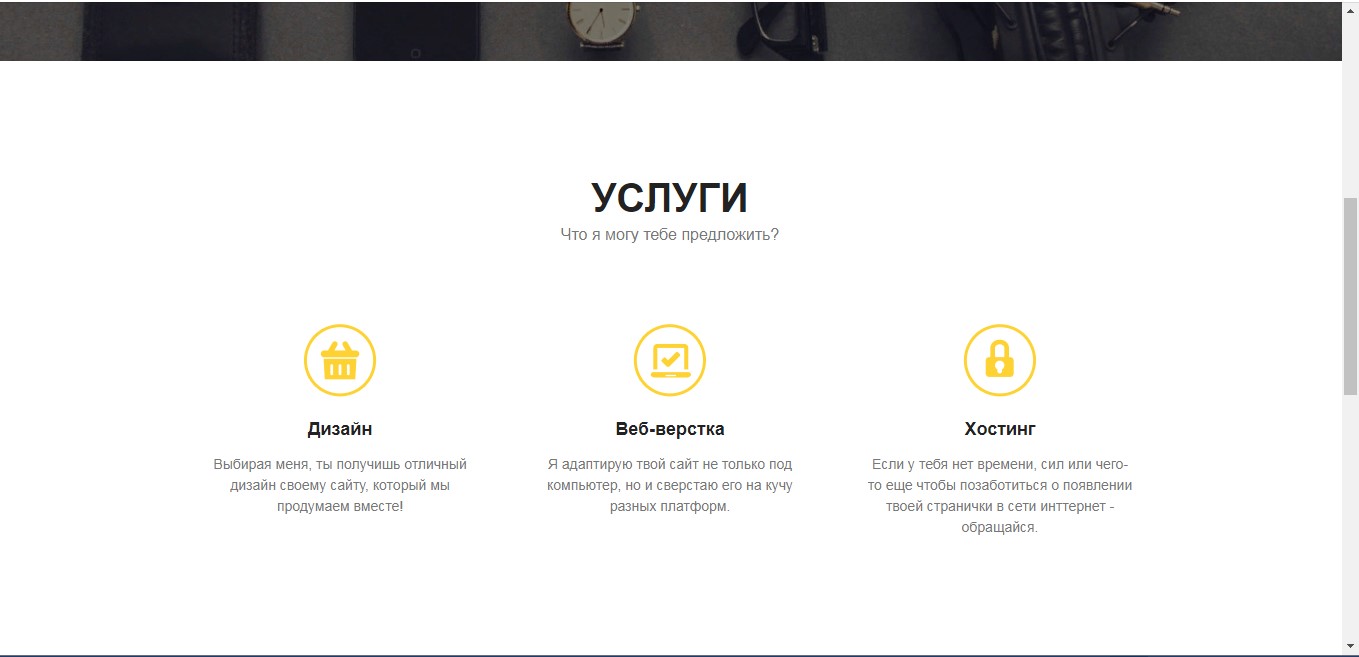 УСЛУГИ
Что я могу тебе предложить?
Дизайн
Выбирая меня, ты получишь отличный
дизайн своему сайту, который мы
продумаем вместе!
Веб-верстка
Я адаптирую твой сайт не только под
компьютер, но и сверстаю его на кучу
разных платформ.
Хостинг
Если у тебя нет времени, сил или чего-
то еще чтобы позаботиться о появлении
твоей странички в сети инттернет -
обращайся.